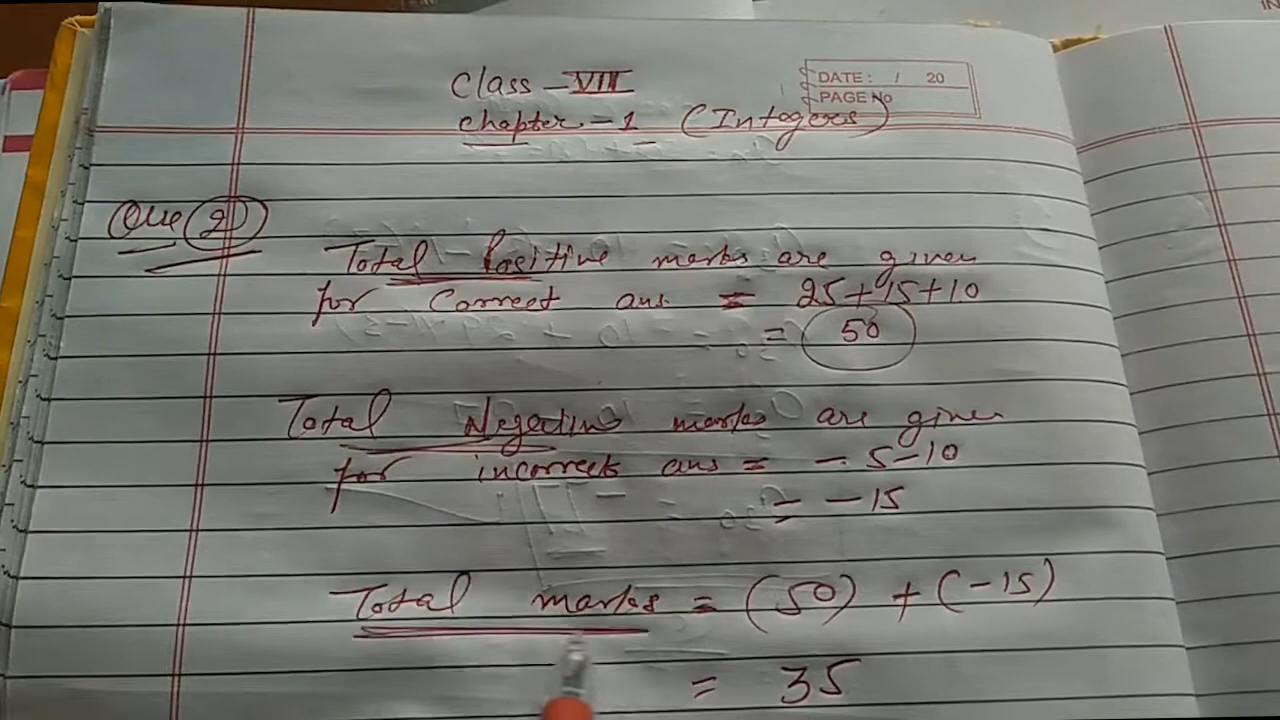 IN
Class - VII
DATE : / 20
PAGE No
Chapter - 1 (Integers)
Que 2)
Total Positive marks are given
for Correct ans = 25+15+10
= 50
Total Negative marks are given
for incorrect ans = - 5-10
= -15
Total marks = (50) + (-15)
= 35